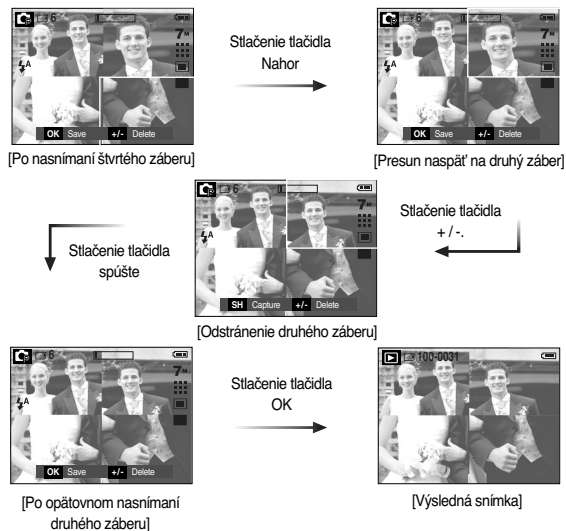 6
7M
A
OK Save +/- Delete
[Po nasnímaní štvrtého záberu]
Stlačenie tlačidla
Nahor
6
7M
A
OK Save +/- Delete
[Presun naspäť na druhý záber]
Stlačenie tlačidla
+ / -.
6
7M
A
SH Capture +/- Delete
[Odstránenie druhého záberu]
Stlačenie tlačidla
spúšte
6
7M
A
OK Save +/- Delete
[Po opätovnom nasnímaní
druhého záberu]
Stlačenie tlačidla
OK
100-0031
[Výsledná snímka]